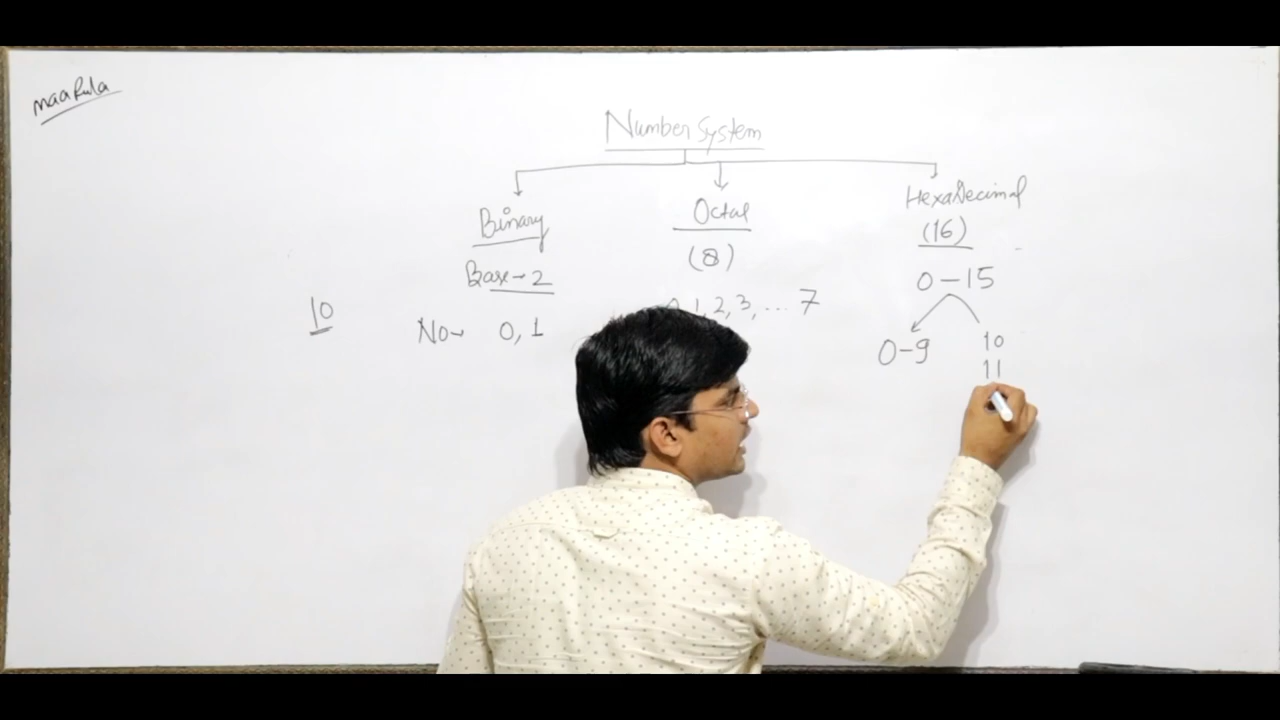 maaRula
Number System
Binary
Base → 2
No→ 0, 1
10
Octal
(8)
1, 2, 3, ... 7
HexaDecimal
(16)
0 – 15
0 – 9
10
11